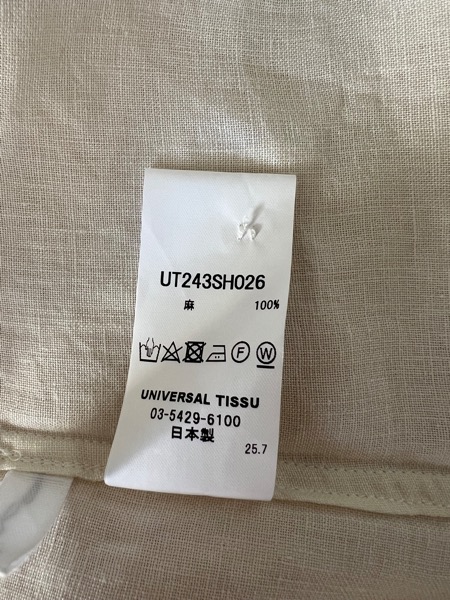 UT243SH026
麻 100%
F W
UNIVERSAL TISSU
03-5429-6100
日本製
25.7